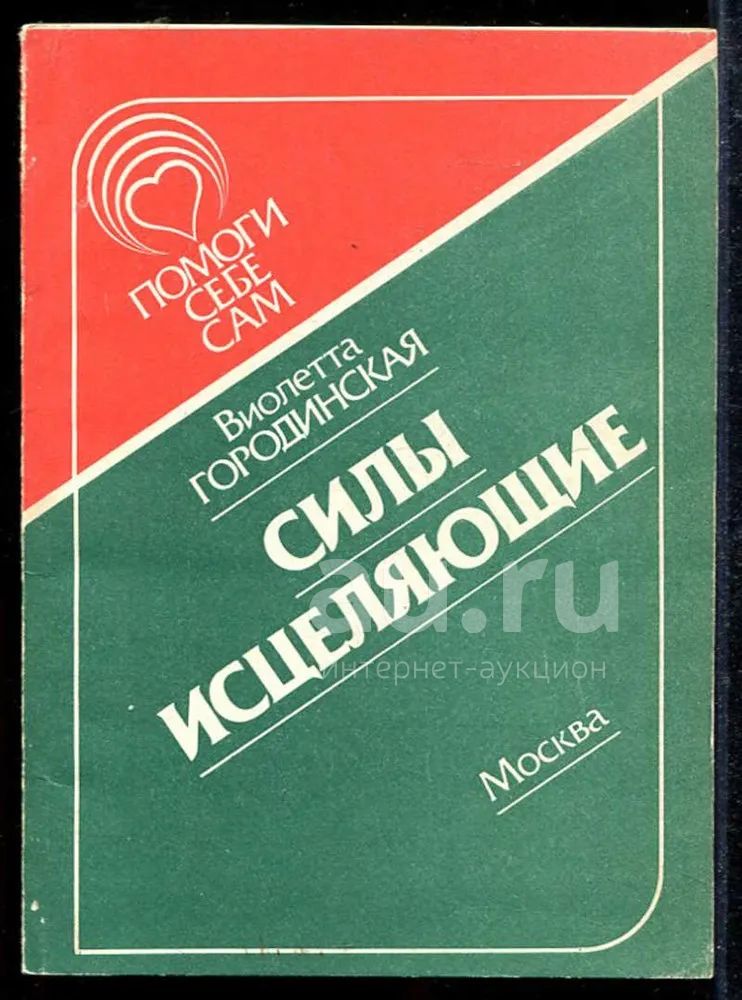 ПОМОГИ
СЕБЕ
САМ
Виолетта
ГОРОДИНСКАЯ
СИЛЫ
ИСЦЕЛЯЮЩИЕ
au.ru
интернет-аукцион
Москва